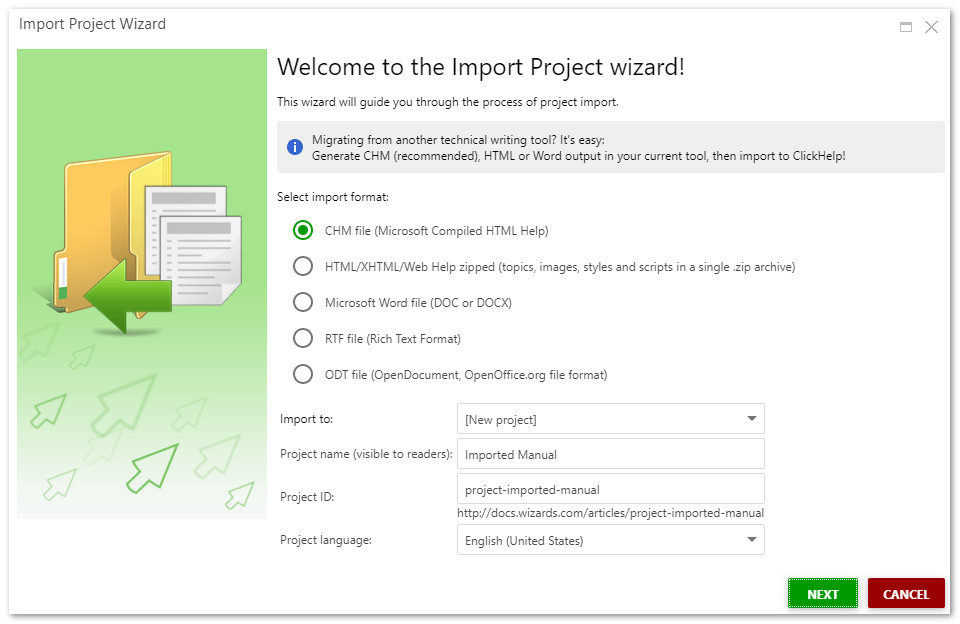 Import Project Wizard
Welcome to the Import Project wizard!
This wizard will guide you through the process of project import.
Migrating from another technical writing tool? It's easy:
Generate CHM (recommended), HTML or Word output in your current tool, then import to ClickHelp!
Select import format:
CHM file (Microsoft Compiled HTML Help)
HTML/XHTML/Web Help zipped (topics, images, styles and scripts in a single .zip archive)
Microsoft Word file (DOC or DOCX)
RTF file (Rich Text Format)
ODT file (OpenDocument, OpenOffice.org file format)
Import to: [New project]
Project name (visible to readers): Imported Manual
Project ID: project-imported-manual
http://docs.wizards.com/articles/project-imported-manual
Project language: English (United States)
NEXT CANCEL